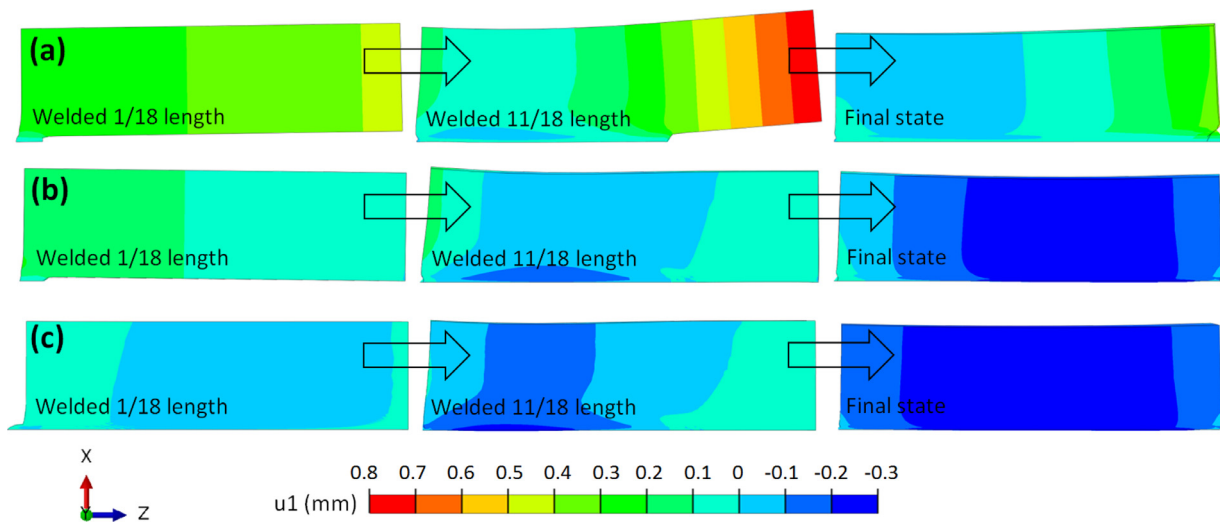 (a)
Welded 1/18 length
Welded 11/18 length
Final state
(b)
Welded 1/18 length
Welded 11/18 length
Final state
(c)
Welded 1/18 length
Welded 11/18 length
Final state
X
Y
Z
0.8 0.7 0.6 0.5 0.4 0.3 0.2 0.1 0 -0.1 -0.2 -0.3
u1 (mm)